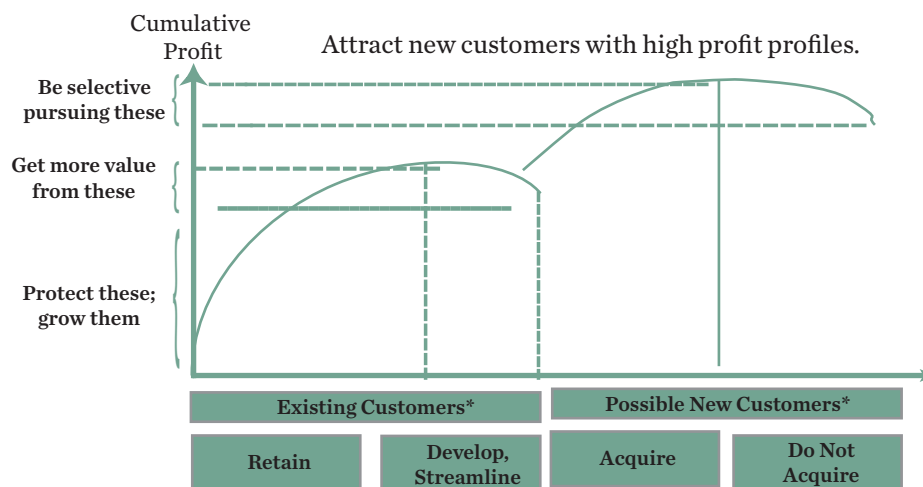 Cumulative
Profit
Attract new customers with high profit profiles.
Be selective
pursuing these
Get more value
from these
Protect these;
grow them
Existing Customers*
Possible New Customers*
Retain
Develop,
Streamline
Acquire
Do Not
Acquire